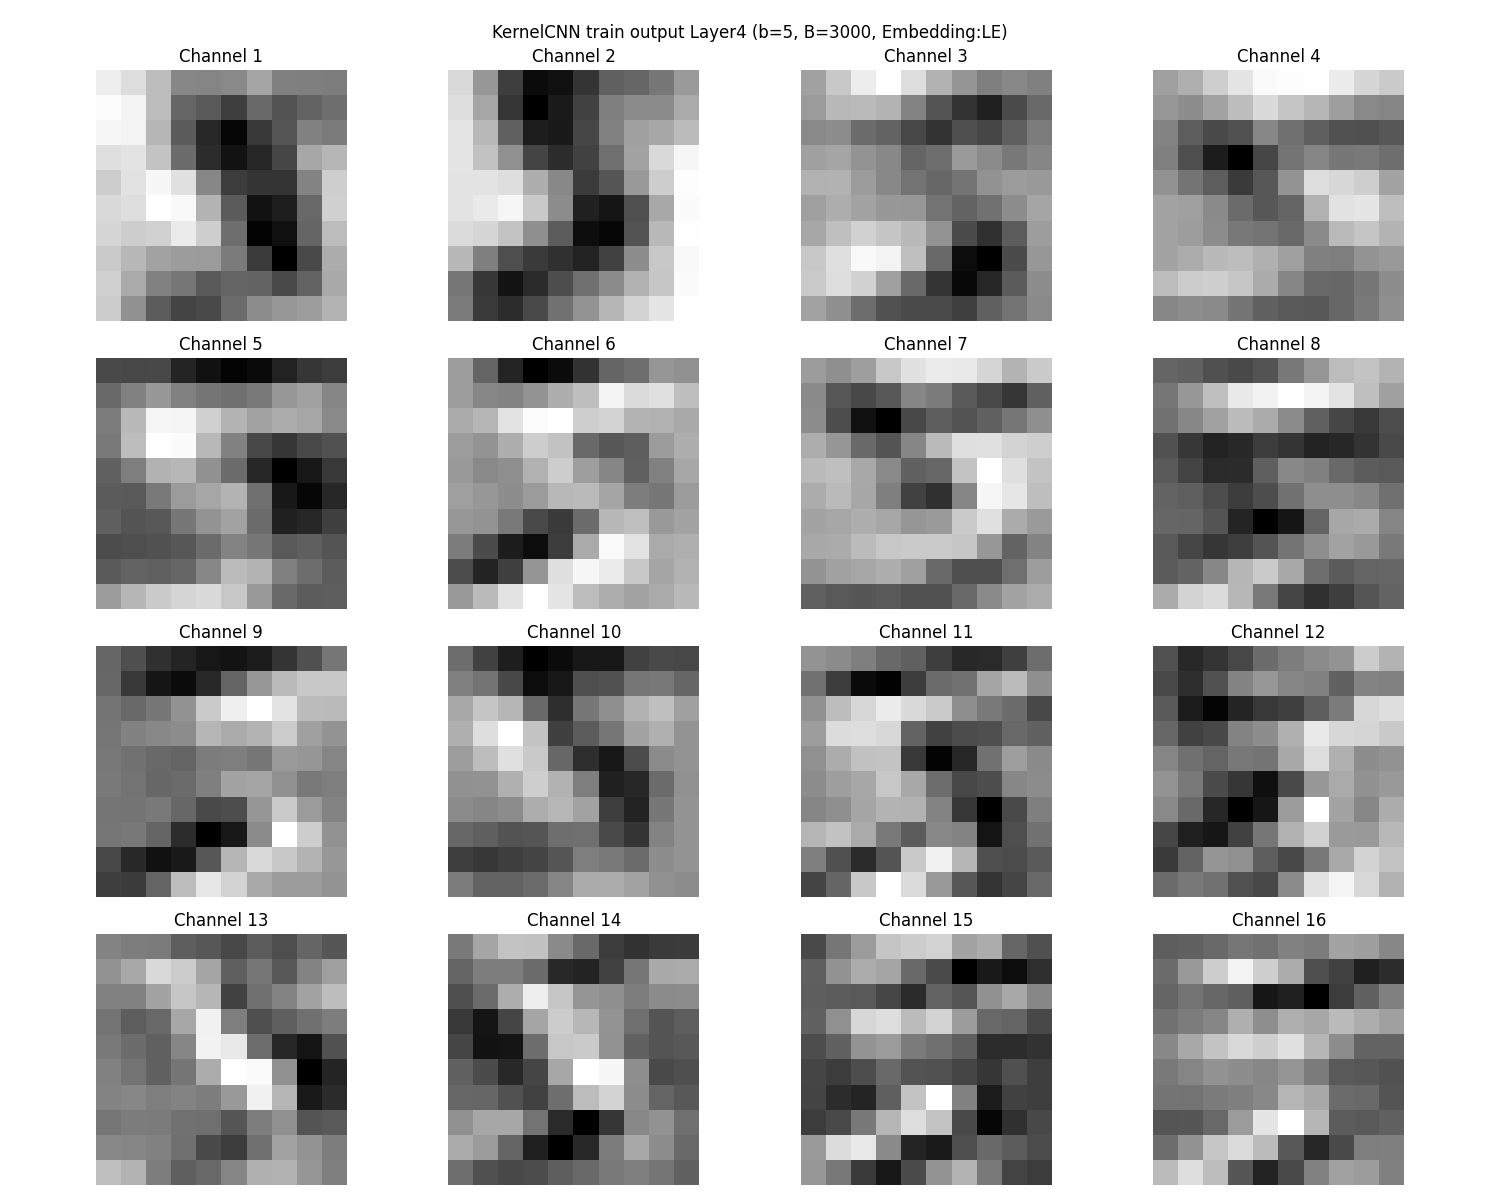 KernelCNN train output Layer4 (b=5, B=3000, Embedding:LE)
Channel 1
Channel 2
Channel 3
Channel 4
Channel 5
Channel 6
Channel 7
Channel 8
Channel 9
Channel 10
Channel 11
Channel 12
Channel 13
Channel 14
Channel 15
Channel 16